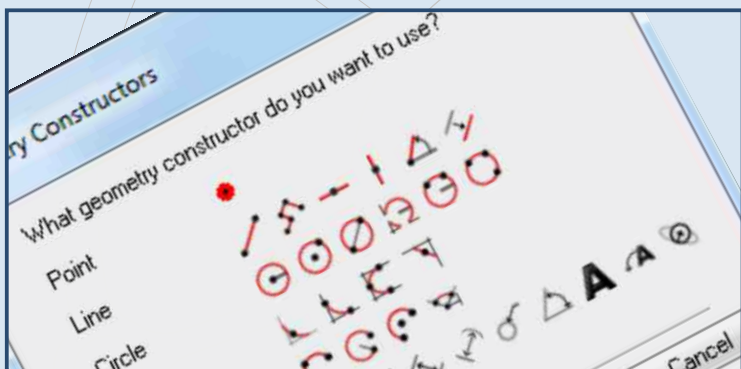 ry Constructors
What geometry constructor do you want to use?
Point
Line
Circle
A
A
Cancel